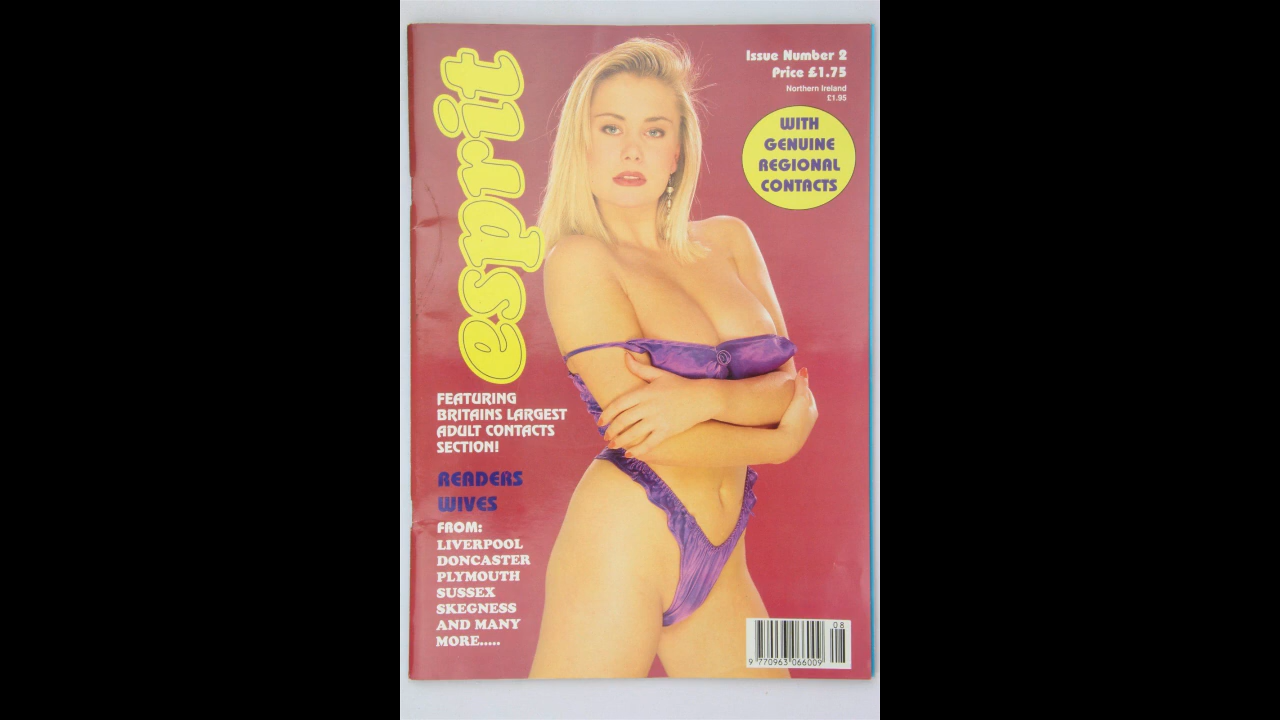 esprit
Issue Number 2
Price £1.75
Northern Ireland
£1.95
WITH
GENUINE
REGIONAL
CONTACTS
FEATURING
BRITAINS LARGEST
ADULT CONTACTS
SECTION!
READERS
WIVES
FROM:
LIVERPOOL
DONCASTER
PLYMOUTH
SUSSEX
SKEGNESS
AND MANY
MORE.....
08
9 770963 066009